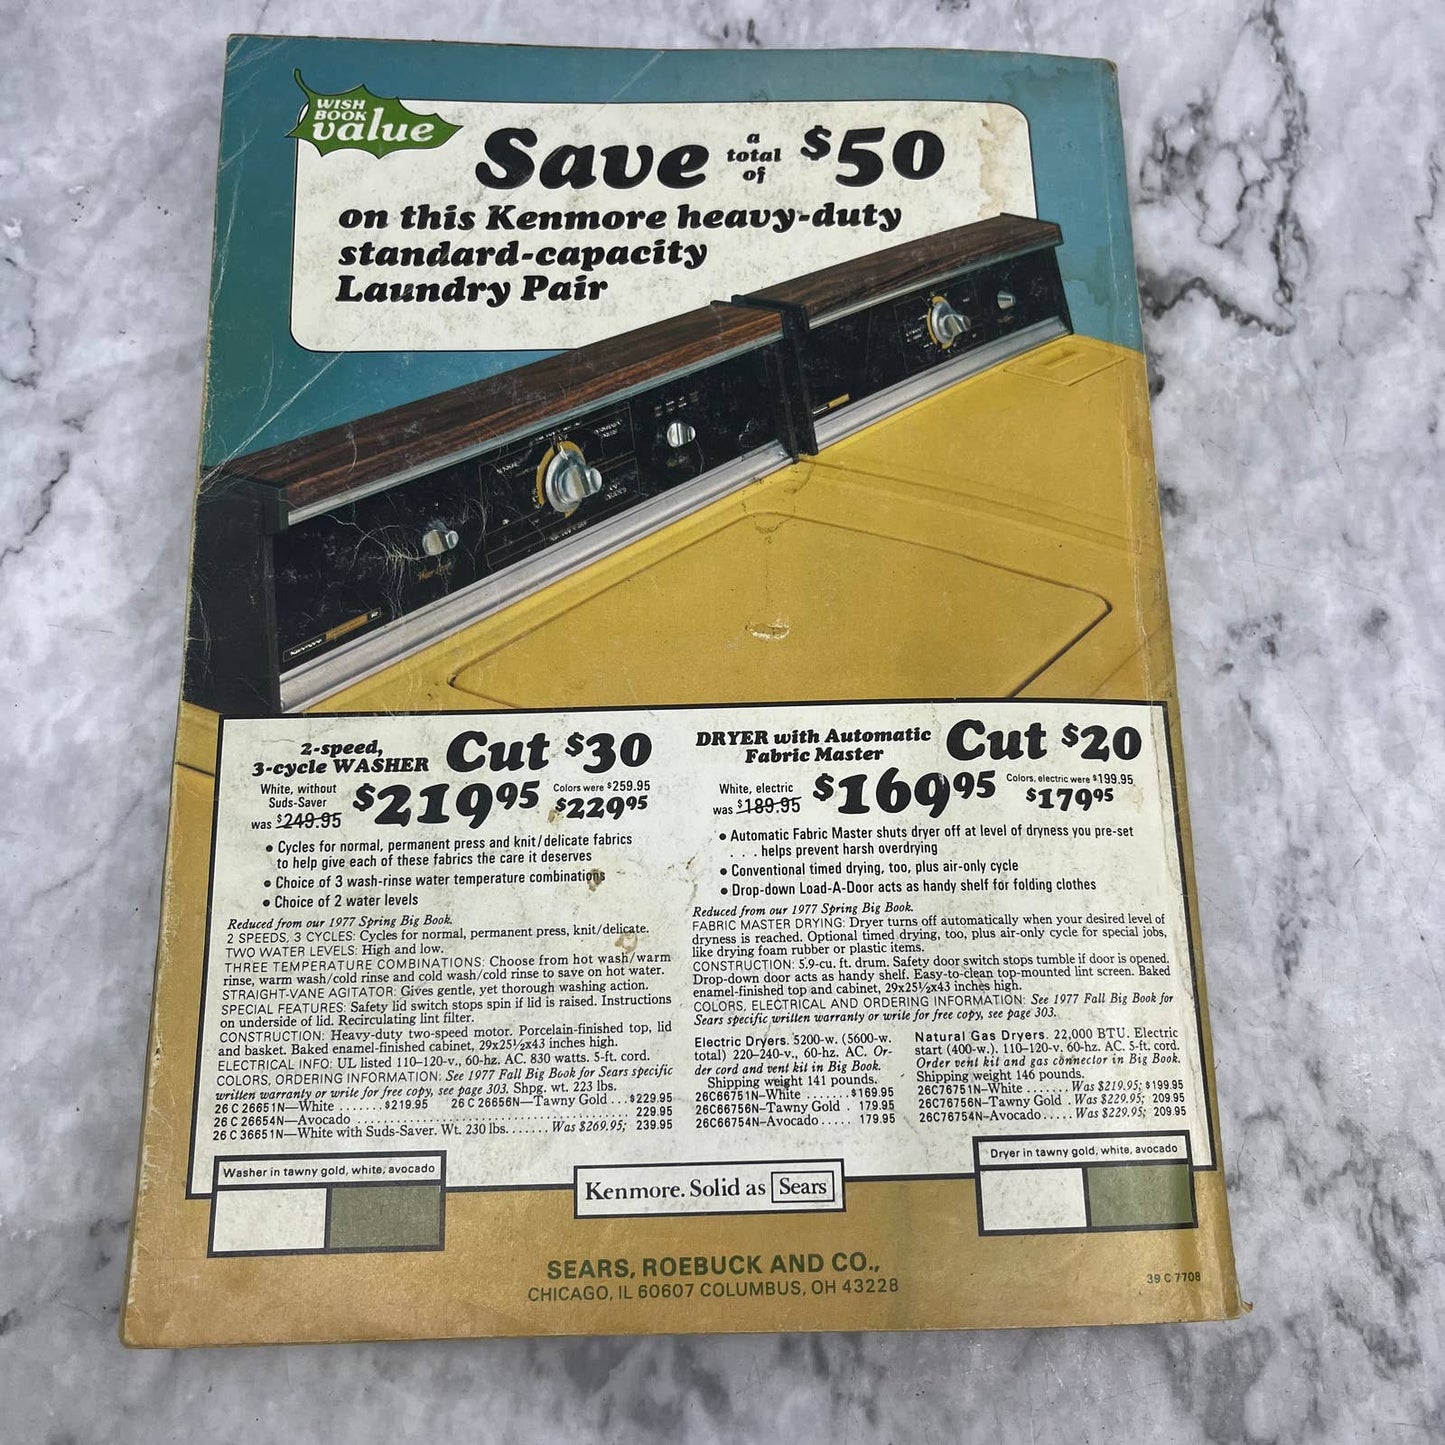 WISH
BOOK
value
Save a total of $50
on this Kenmore heavy-duty
standard-capacity
Laundry Pair
Kenmore
2-speed,
3-cycle WASHER
Cut $30
White, without
Suds-Saver
was $249.95
$219.95
Colors were $259.95
$229.95
• Cycles for normal, permanent press and knit/delicate fabrics
to help give each of these fabrics the care it deserves
• Choice of 3 wash-rinse water temperature combinations
• Choice of 2 water levels
Reduced from our 1977 Spring Big Book.
2 SPEEDS, 3 CYCLES: Cycles for normal, permanent press, knit/delicate.
TWO WATER LEVELS: High and low.
THREE TEMPERATURE COMBINATIONS: Choose from hot wash/warm
rinse, warm wash/cold rinse and cold wash/cold rinse to save on hot water.
STRAIGHT-VANE AGITATOR: Gives gentle, yet thorough washing action.
SPECIAL FEATURES: Safety lid switch stops spin if lid is raised. Instructions
on underside of lid. Recirculating lint filter.
CONSTRUCTION: Heavy-duty two-speed motor. Porcelain-finished top, lid
and basket. Baked enamel-finished cabinet, 29x25½x43 inches high.
ELECTRICAL INFO: UL listed 110-120-v., 60-hz. AC. 830 watts. 5-ft. cord.
COLORS, ORDERING INFORMATION: See 1977 Fall Big Book for Sears specific
written warranty or write for free copy, see page 303. Shpg. wt. 223 lbs.
26 C 26651N—White ....... $219.95 26 C 26656N—Tawny Gold ... $229.95
26 C 26654N—Avocado ................................ 229.95
26 C 36651N—White with Suds-Saver. Wt. 230 lbs. ....... Was $269.95; 239.95
DRYER with Automatic
Fabric Master
Cut $20
White, electric
was $189.95
$169.95
Colors, electric were $199.95
$179.95
• Automatic Fabric Master shuts dryer off at level of dryness you pre-set
. . . helps prevent harsh overdrying
• Conventional timed drying, too, plus air-only cycle
• Drop-down Load-A-Door acts as handy shelf for folding clothes
Reduced from our 1977 Spring Big Book.
FABRIC MASTER DRYING: Dryer turns off automatically when your desired level of
dryness is reached. Optional timed drying, too, plus air-only cycle for special jobs,
like drying foam rubber or plastic items.
CONSTRUCTION: 5.9-cu. ft. drum. Safety door switch stops tumble if door is opened.
Drop-down door acts as handy shelf. Easy-to-clean top-mounted lint screen. Baked
enamel-finished top and cabinet, 29x25½x43 inches high.
COLORS, ELECTRICAL AND ORDERING INFORMATION: See 1977 Fall Big Book for
Sears specific written warranty or write for free copy, see page 303.
Electric Dryers. 5200-w. (5600-w.
total) 220-240-v., 60-hz. AC. Or-
der cord and vent kit in Big Book.
Shipping weight 141 pounds.
26C66751N—White ...... $169.95
26C66756N—Tawny Gold . 179.95
26C66754N—Avocado ..... 179.95
Natural Gas Dryers. 22,000 BTU. Electric
start (400-w.). 110-120-v. 60-hz. AC. 5-ft. cord.
Order vent kit and gas connector in Big Book.
Shipping weight 146 pounds.
26C76751N—White ...... Was $219.95; $199.95
26C76756N—Tawny Gold . Was $229.95; 209.95
26C76754N—Avocado ..... Was $229.95; 209.95
Washer in tawny gold, white, avocado
Kenmore. Solid as Sears
Dryer in tawny gold, white, avocado
SEARS, ROEBUCK AND CO.,
CHICAGO, IL 60607 COLUMBUS, OH 43228
39 C 7708